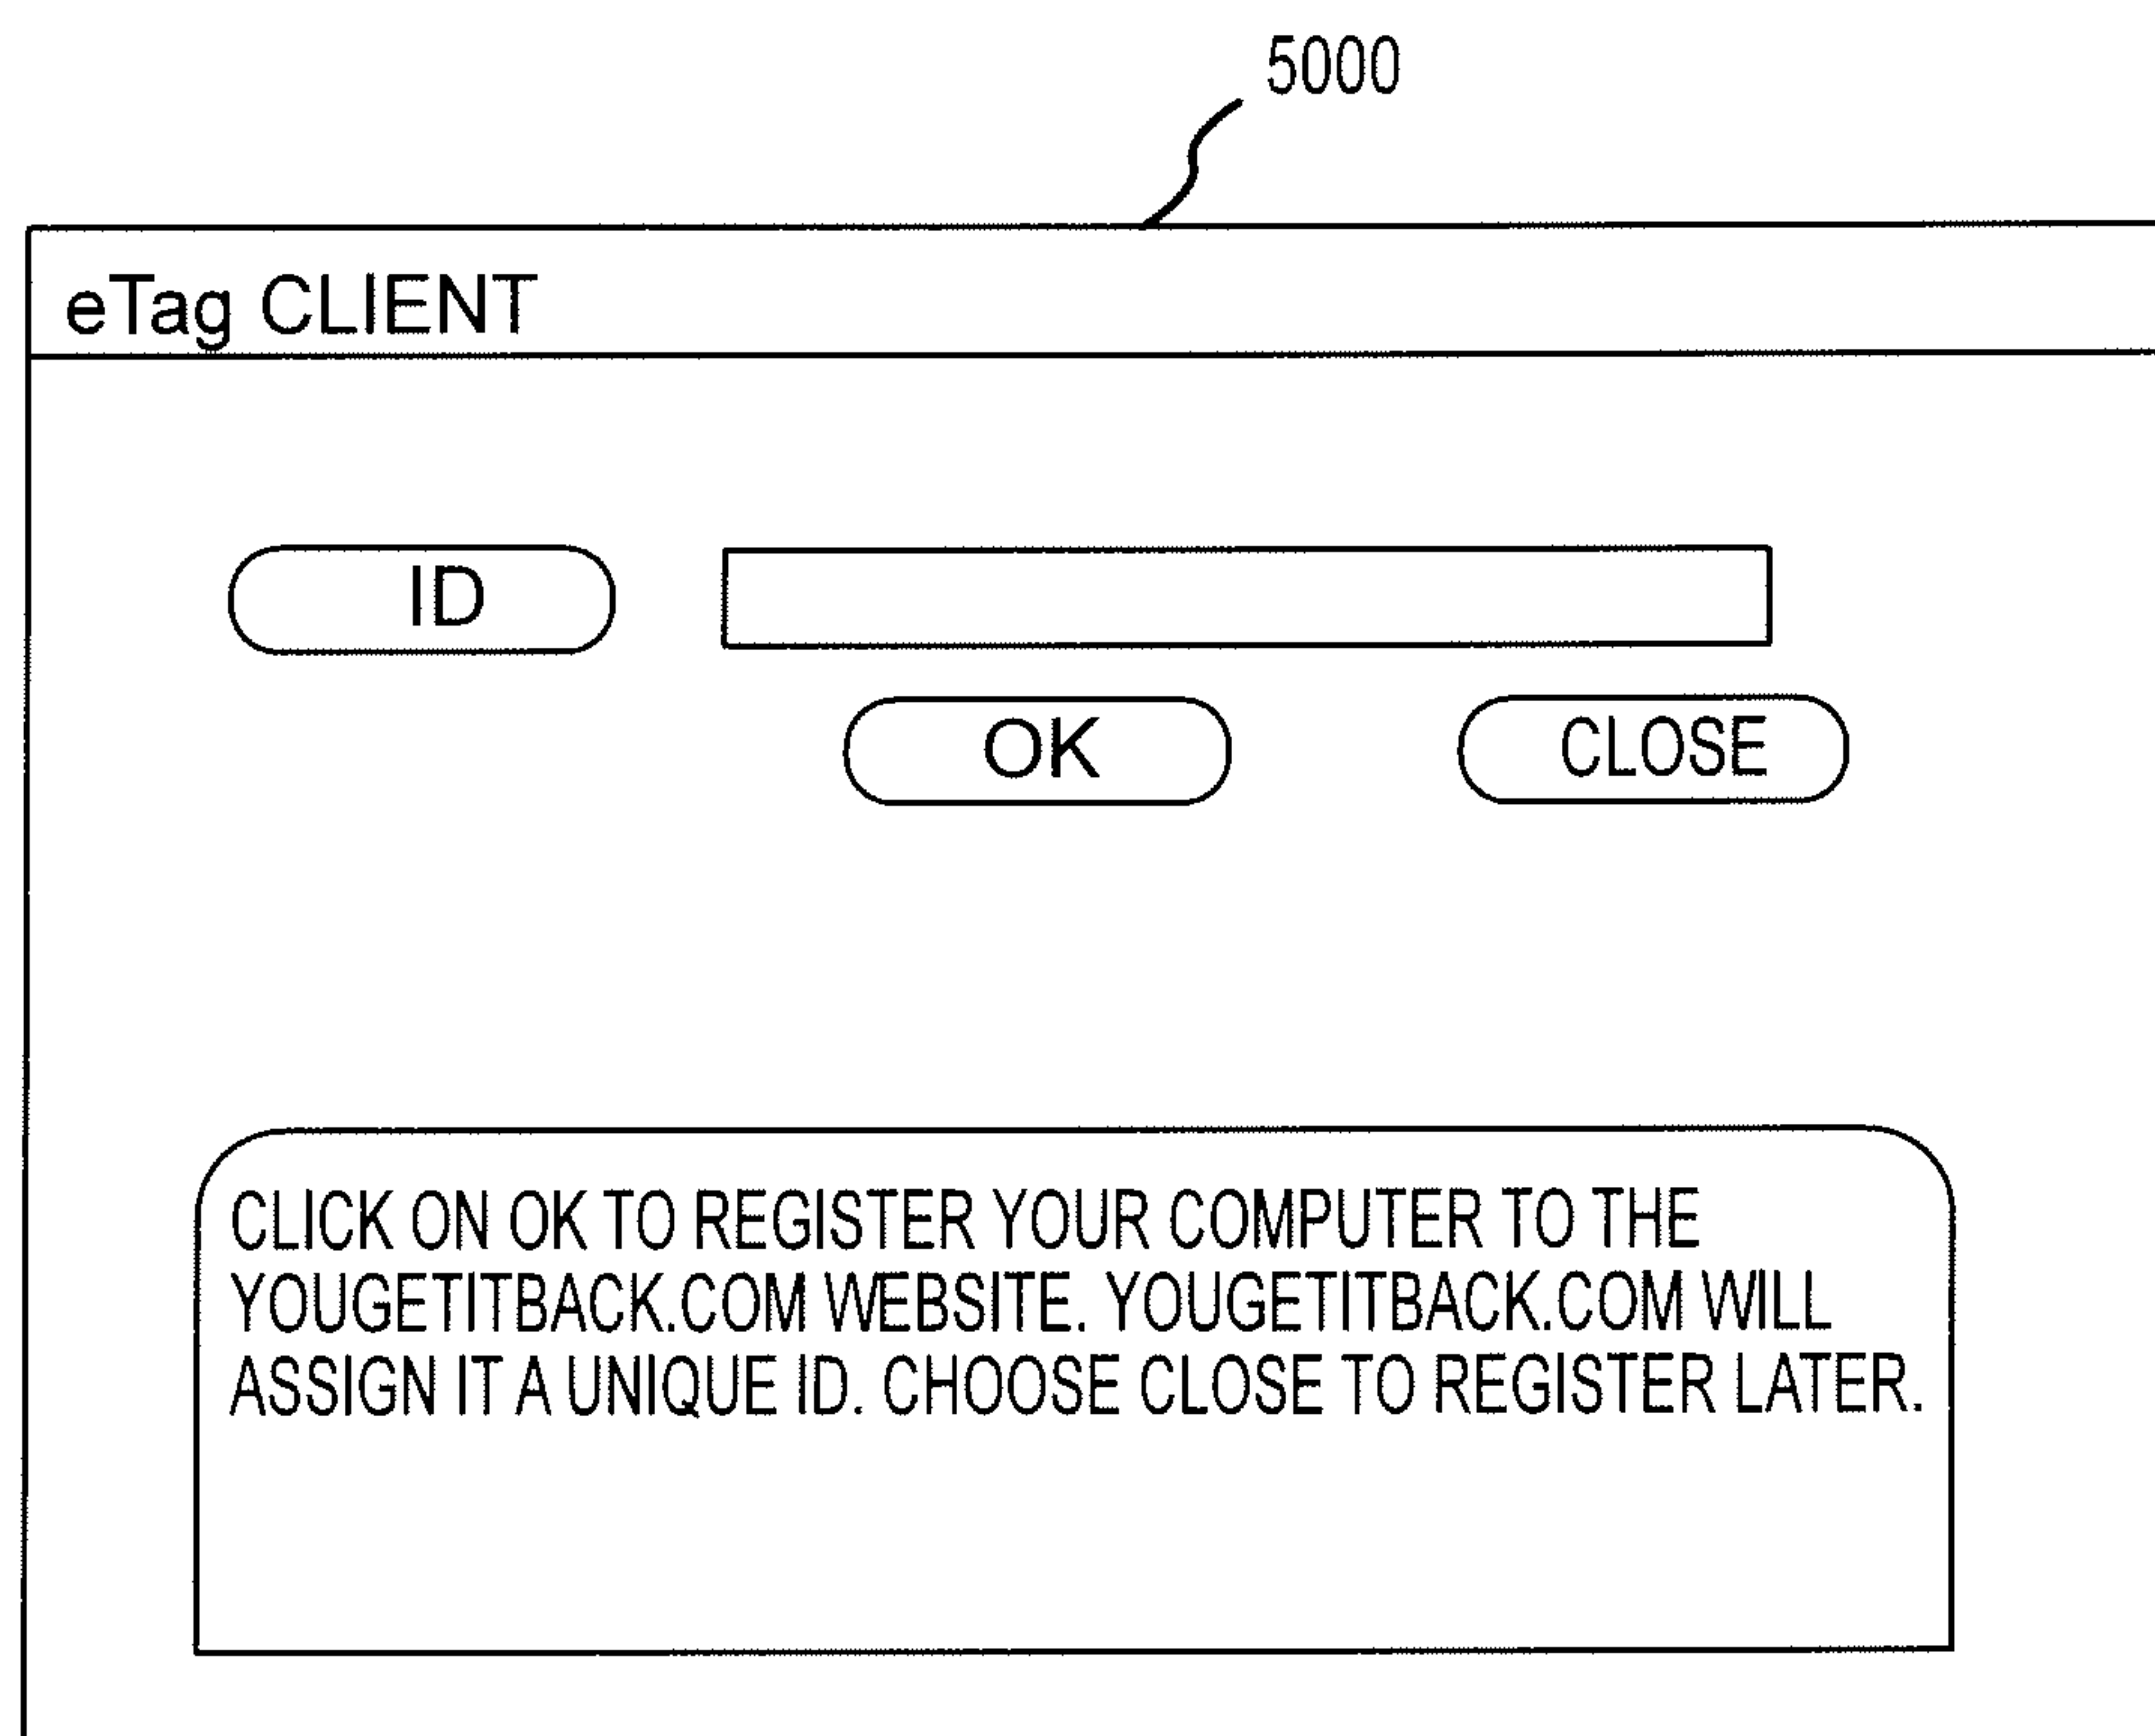 5000
eTag CLIENT
ID
OK CLOSE
CLICK ON OK TO REGISTER YOUR COMPUTER TO THE
YOUGETITBACK.COM WEBSITE. YOUGETITBACK.COM WILL
ASSIGN IT A UNIQUE ID. CHOOSE CLOSE TO REGISTER LATER.